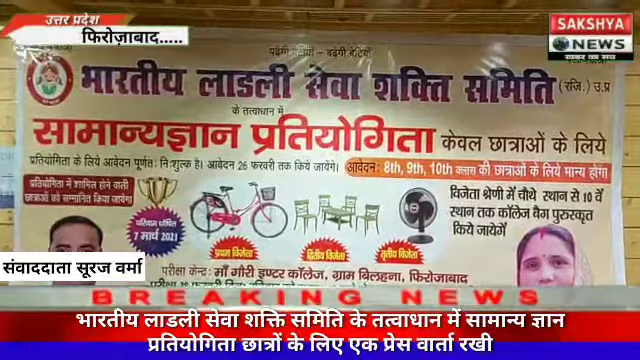 उत्तर प्रदेश
फिरोज़ाबाद.....
SAKSHYA
NEWS
खबर का सच
भारतीय लाडली सेवा शक्ति समिति (रजि.) उ.प्र
के तत्वाधान में
सामान्यज्ञान प्रतियोगिता केवल छात्राओं के लिये
प्रतियोगिता के लिये आवेदन पूर्णतः निःशुल्क है। आवेदन 26 फरवरी तक किये जायेंगे।
आवेदन: 8th, 9th, 10th क्लास की छात्राओं के लिये मान्य होगा
प्रतियोगिता में शामिल होने वाली
छात्राओं को सम्मानित किया जायेगा
परिणाम घोषित
7 मार्च 2021
विजेता श्रेणी में चौथे स्थान से 10 वें
स्थान तक कॉलेज बैग पुरुस्कृत
किये जायेगें
प्रथम विजेता
द्वितीय विजेता
तृतीय विजेता
परीक्षा केन्द्र: माँ गौरी इण्टर कॉलेज, ग्राम बिलहना, फिरोजाबाद
संवाददाता सूरज वर्मा
BREAKING NEWS
भारतीय लाडली सेवा शक्ति समिति के तत्वाधान में सामान्य ज्ञान
प्रतियोगिता छात्रों के लिए एक प्रेस वार्ता रखी